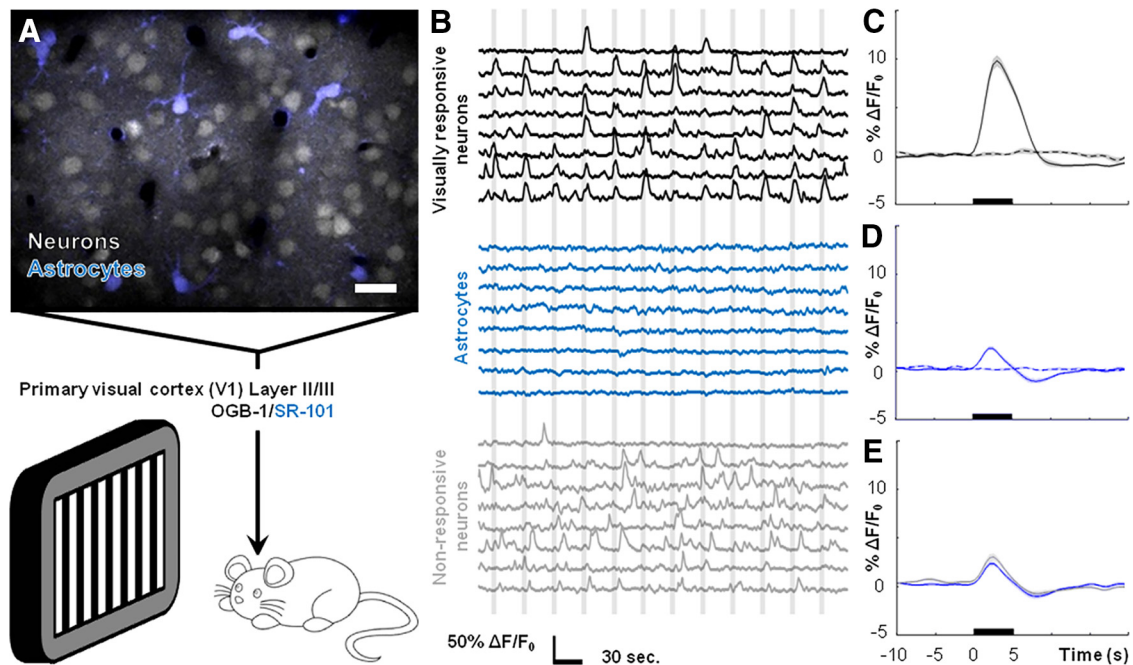 A
Neurons
Astrocytes
Primary visual cortex (V1) Layer II/III
OGB-1/SR-101
B
Visually responsive
neurons
Astrocytes
Non-responsive
neurons
50% ΔF/F₀
30 sec.
C
% ΔF/F₀
10
0
-5
D
% ΔF/F₀
10
0
-5
E
% ΔF/F₀
10
0
-5
-10 -5 0 5 Time (s)